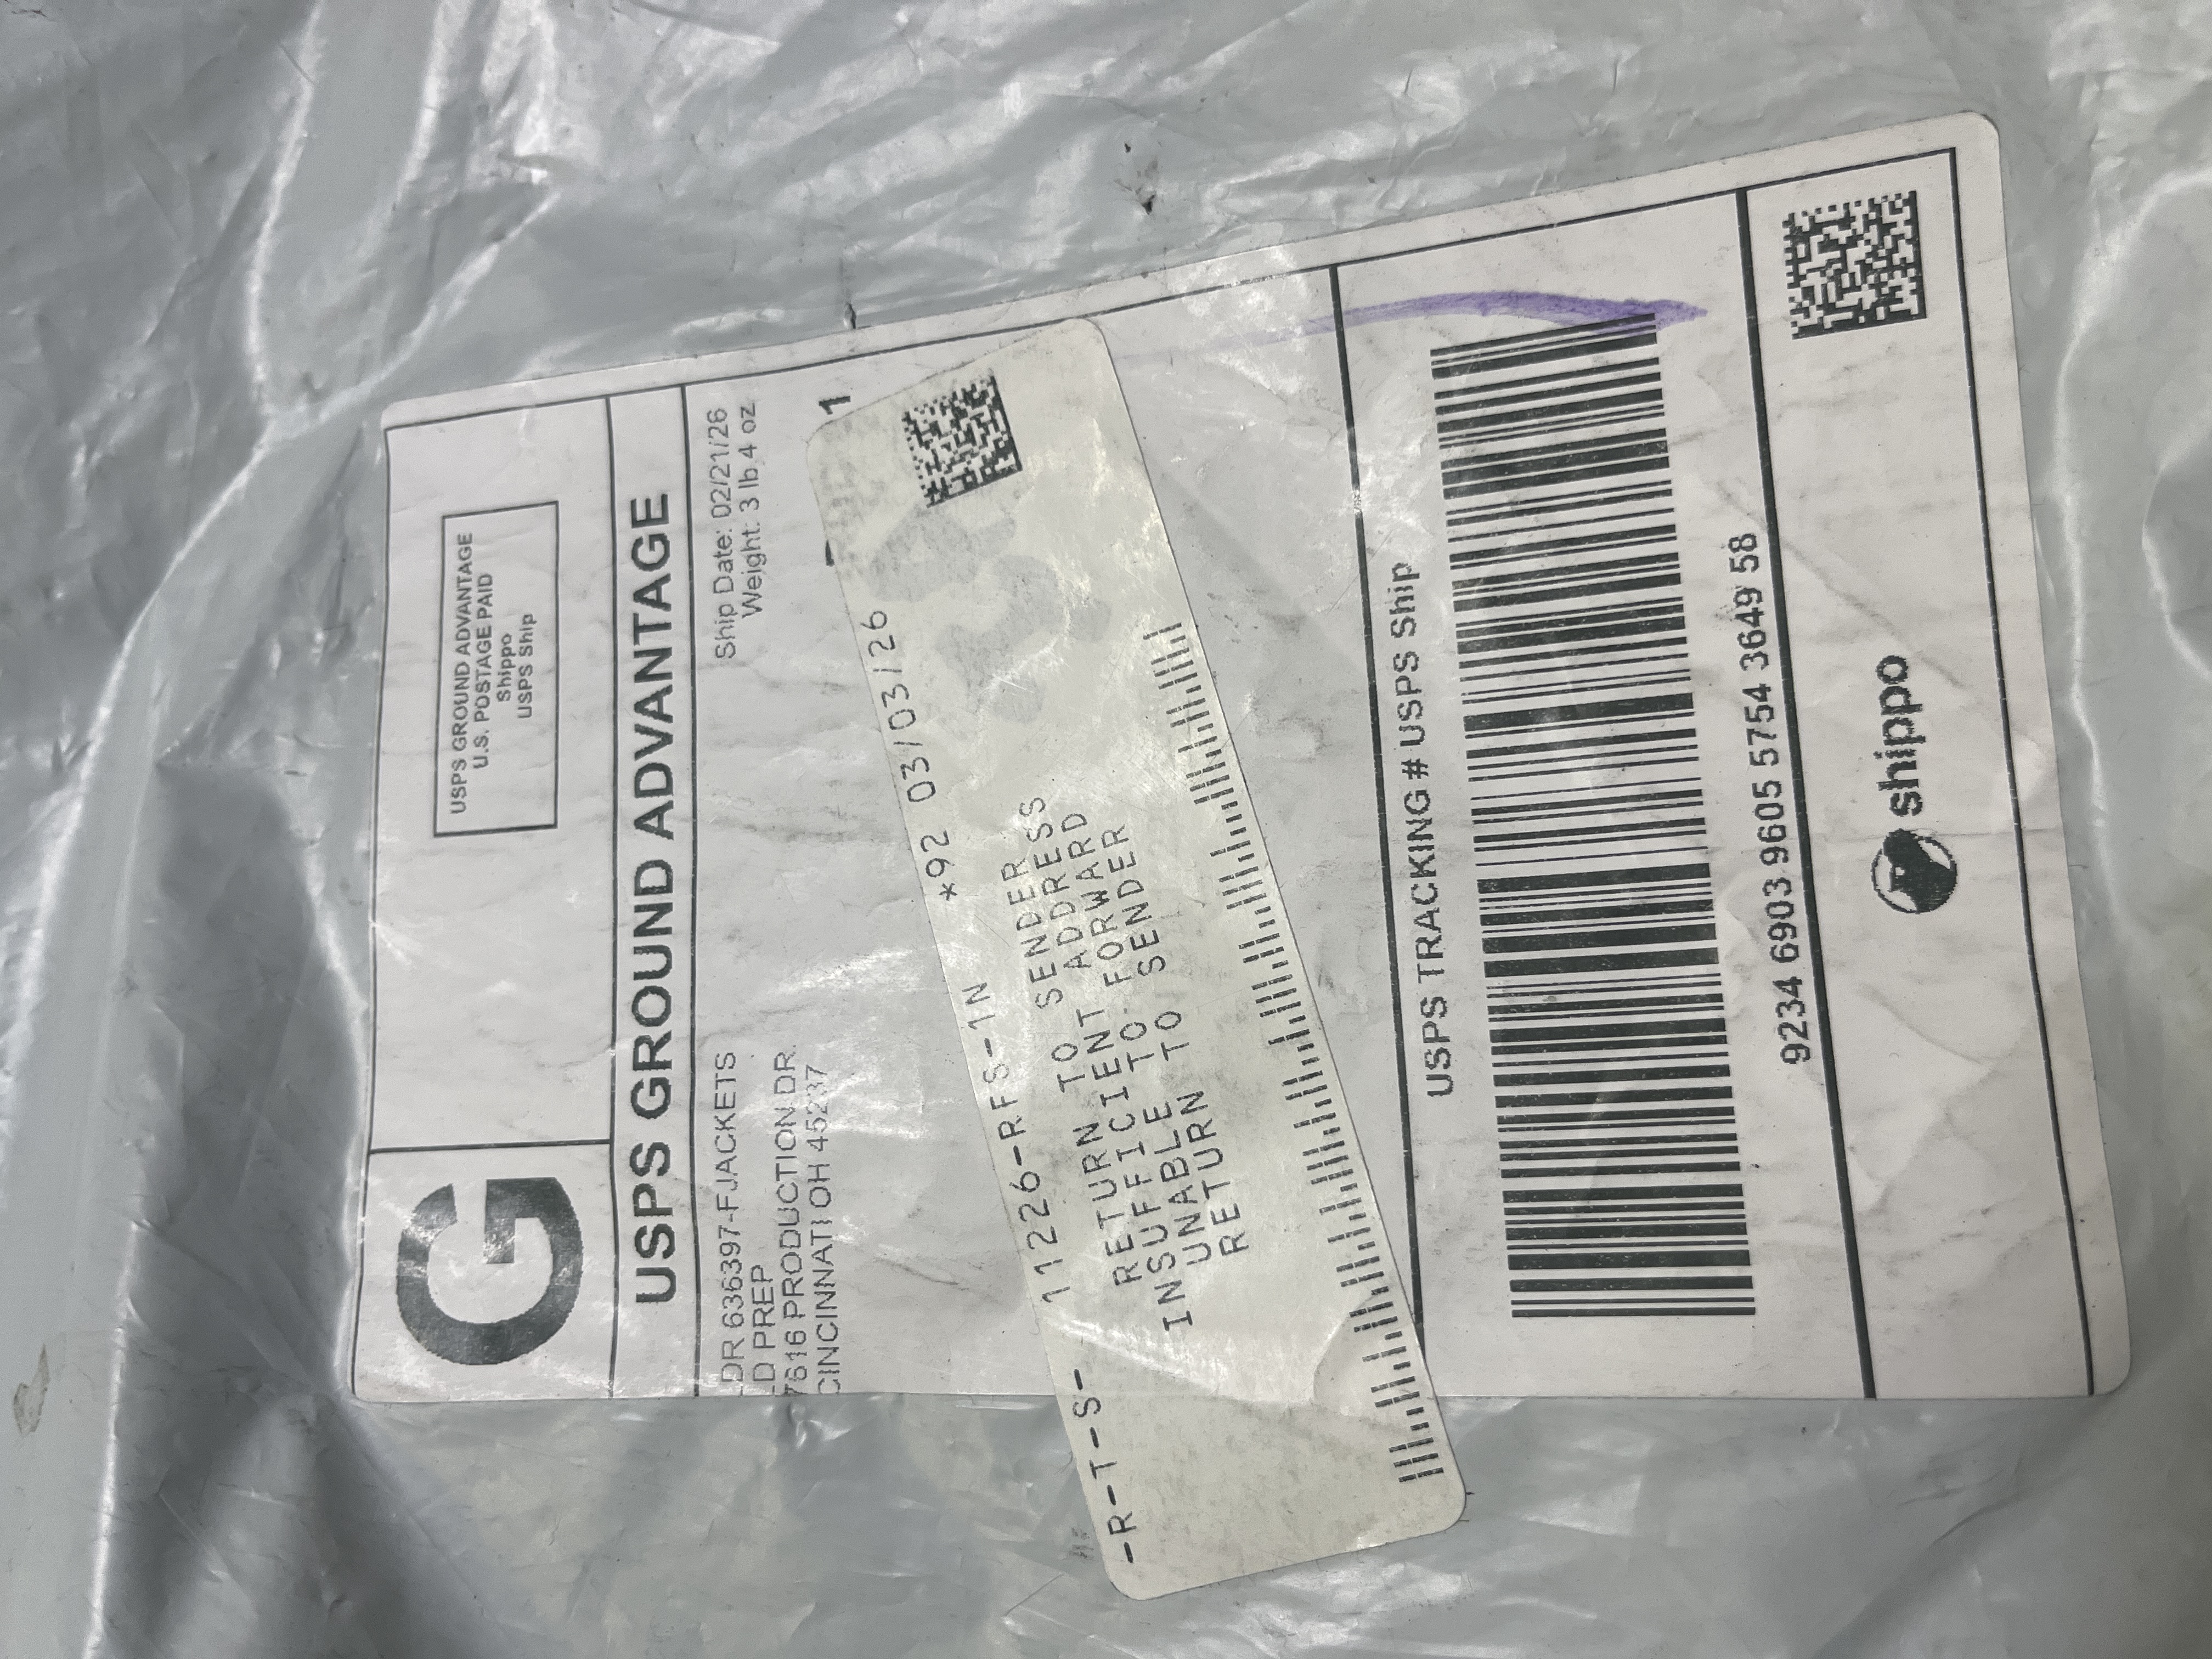 G
USPS GROUND ADVANTAGE
U.S. POSTAGE PAID
Shippo
USPS Ship
USPS GROUND ADVANTAGE
LDR 636397-FJACKETS
LD PREP
7616 PRODUCTION DR.
CINCINNATI OH 45237
Ship Date: 02/21/26
Weight: 3 lb 4 oz
1
-R-T-S- 11226-RFS-1N *92 03/03/26
RETURN TO SENDER
INSUFFICIENT ADDRESS
UNABLE TO FORWARD
RETURN TO SENDER
USPS TRACKING # USPS Ship
9234 6903 9605 5754 3649 58
shippo